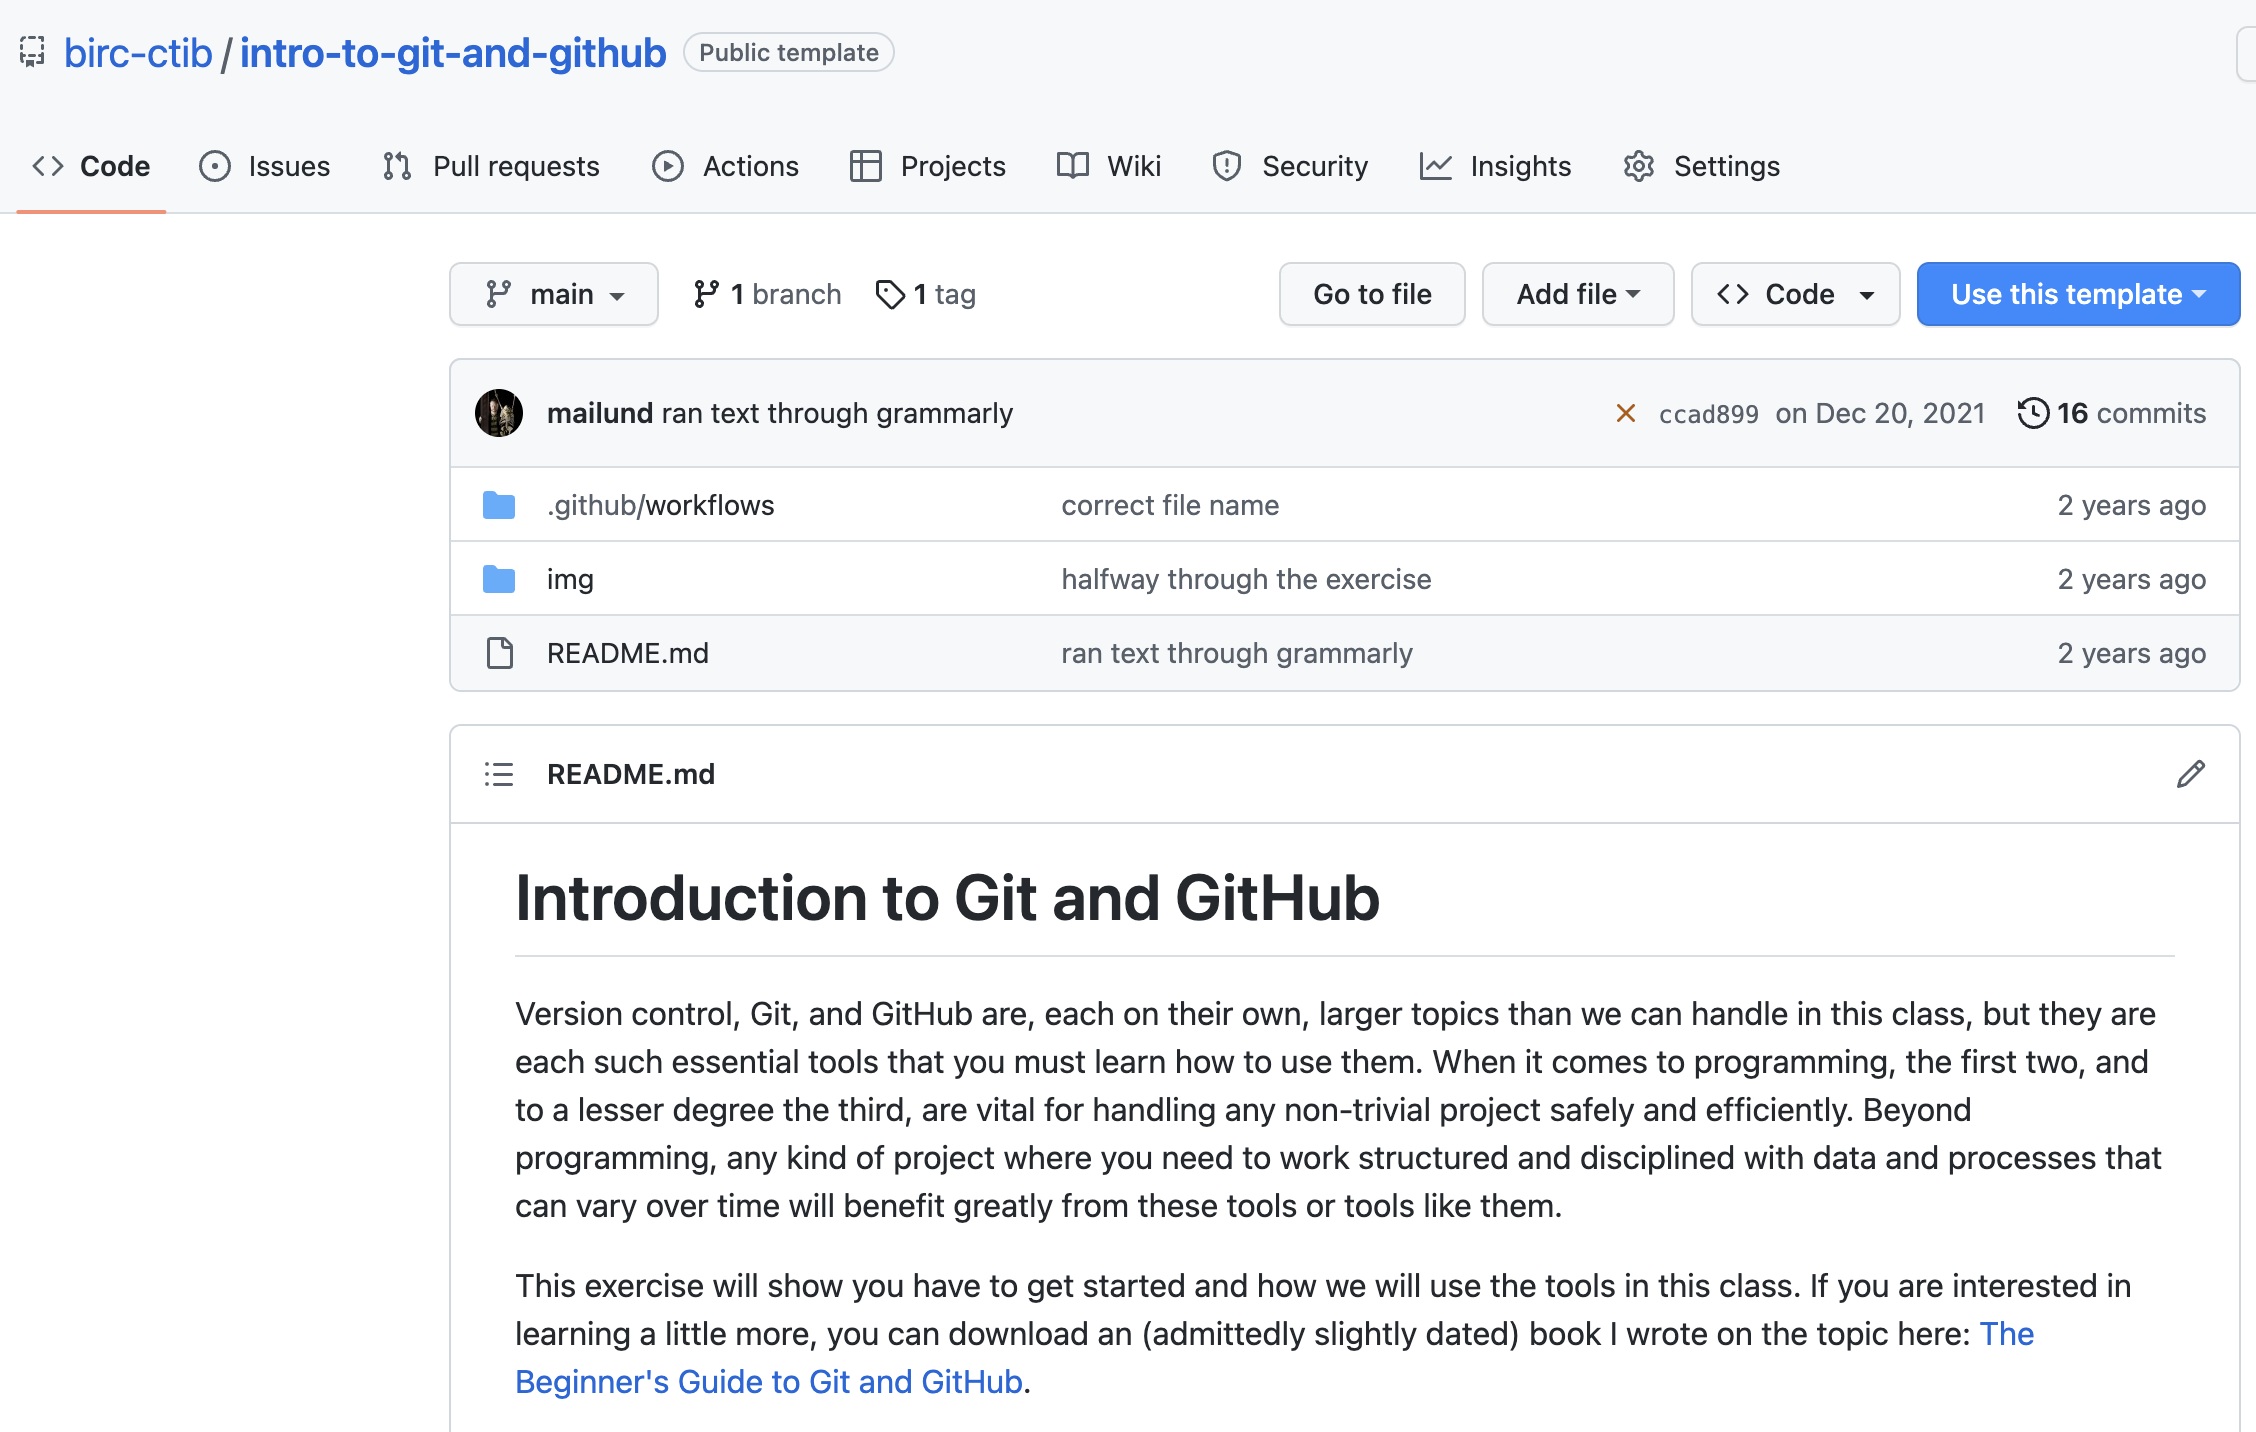 birc-ctib / intro-to-git-and-github Public template
Code Issues Pull requests Actions Projects Wiki Security Insights Settings
main 1 branch 1 tag Go to file Add file Code Use this template
mailund ran text through grammarly ccad899 on Dec 20, 2021 16 commits
.github/workflows correct file name 2 years ago
img halfway through the exercise 2 years ago
README.md ran text through grammarly 2 years ago
README.md
Introduction to Git and GitHub
Version control, Git, and GitHub are, each on their own, larger topics than we can handle in this class, but they are
each such essential tools that you must learn how to use them. When it comes to programming, the first two, and
to a lesser degree the third, are vital for handling any non-trivial project safely and efficiently. Beyond
programming, any kind of project where you need to work structured and disciplined with data and processes that
can vary over time will benefit greatly from these tools or tools like them.
This exercise will show you have to get started and how we will use the tools in this class. If you are interested in
learning a little more, you can download an (admittedly slightly dated) book I wrote on the topic here: The
Beginner's Guide to Git and GitHub.